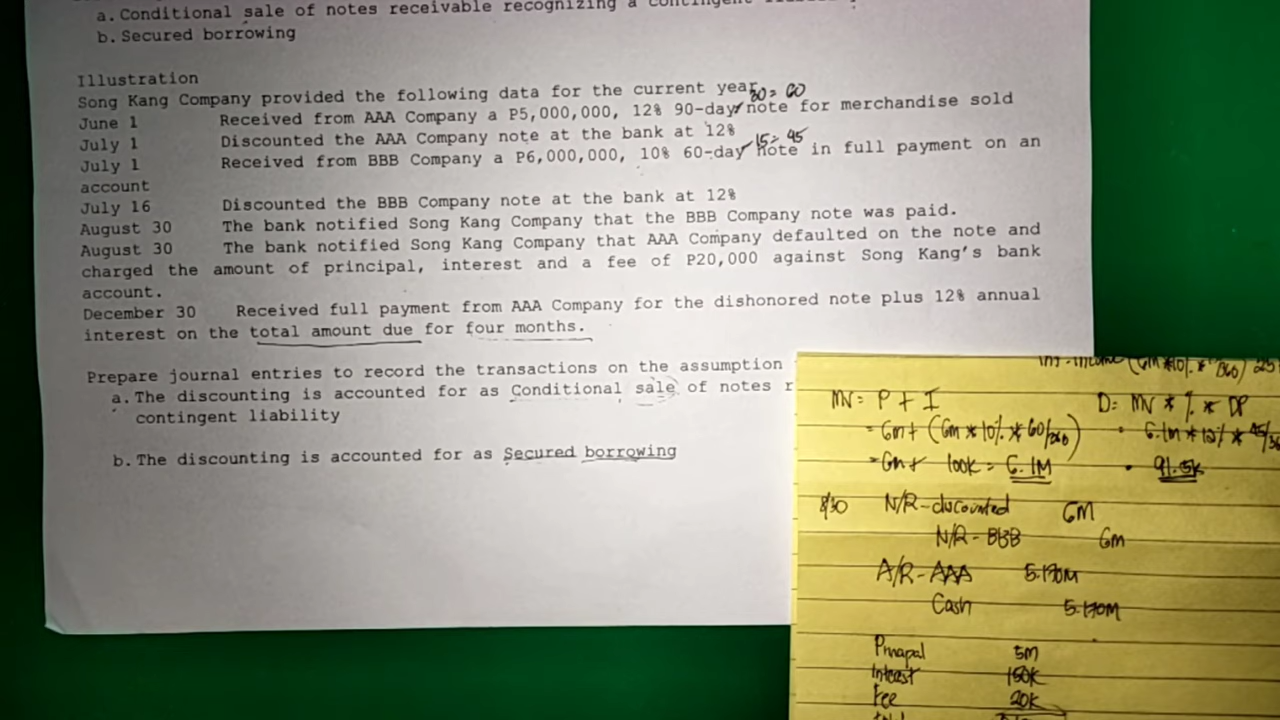 a. Conditional sale of notes receivable recognizing a contingent
b. Secured borrowing
Illustration
Song Kang Company provided the following data for the current year.
30 = 60
June 1 Received from AAA Company a P5,000,000, 12% 90-day note for merchandise sold
July 1 Discounted the AAA Company note at the bank at 12%
15 = 45
July 1 Received from BBB Company a P6,000,000, 10% 60-day note in full payment on an
account
July 16 Discounted the BBB Company note at the bank at 12%
August 30 The bank notified Song Kang Company that the BBB Company note was paid.
August 30 The bank notified Song Kang Company that AAA Company defaulted on the note and
charged the amount of principal, interest and a fee of P20,000 against Song Kang's bank
account.
December 30 Received full payment from AAA Company for the dishonored note plus 12% annual
interest on the total amount due for four months.
Prepare journal entries to record the transactions on the assumption
a. The discounting is accounted for as Conditional sale of notes r
contingent liability
b. The discounting is accounted for as Secured borrowing
MV = P + I D = MV * % * DP
= 6m + (6m * 10% * 60/360) = 6.1m * 12% * 45/36
= 6m + 100k = 6.1M = 91.5k
8/30 N/R-discounted 6M
N/R - BBB 6m
A/R-AAA 5.170M
Cash 5.170M
Principal 5M
Interest 150K
Fee 20K